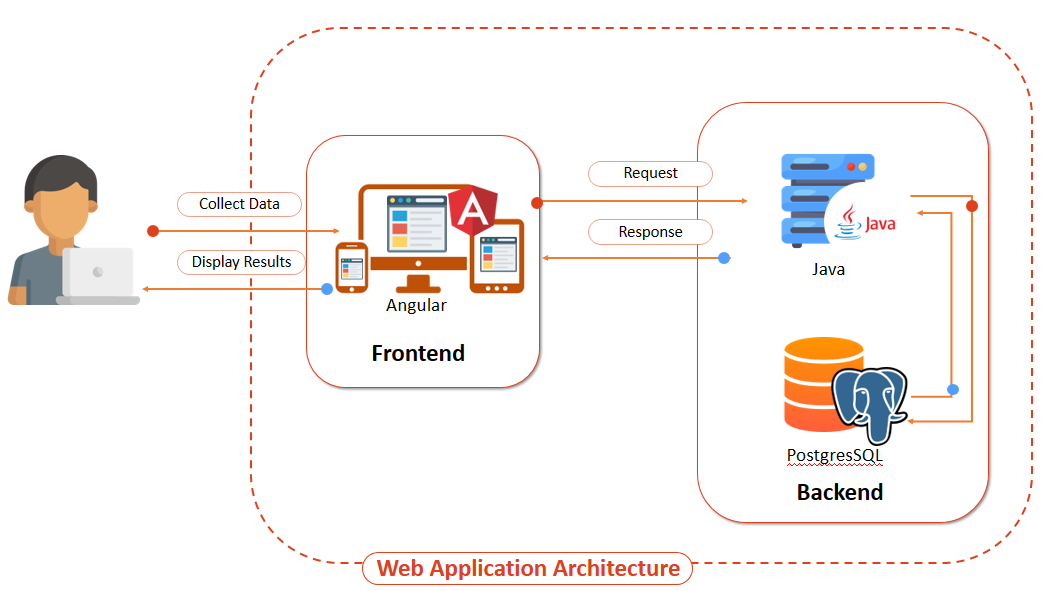 Collect Data
Display Results
Angular
Frontend
Request
Response
Java
Java
PostgresSQL
Backend
Web Application Architecture